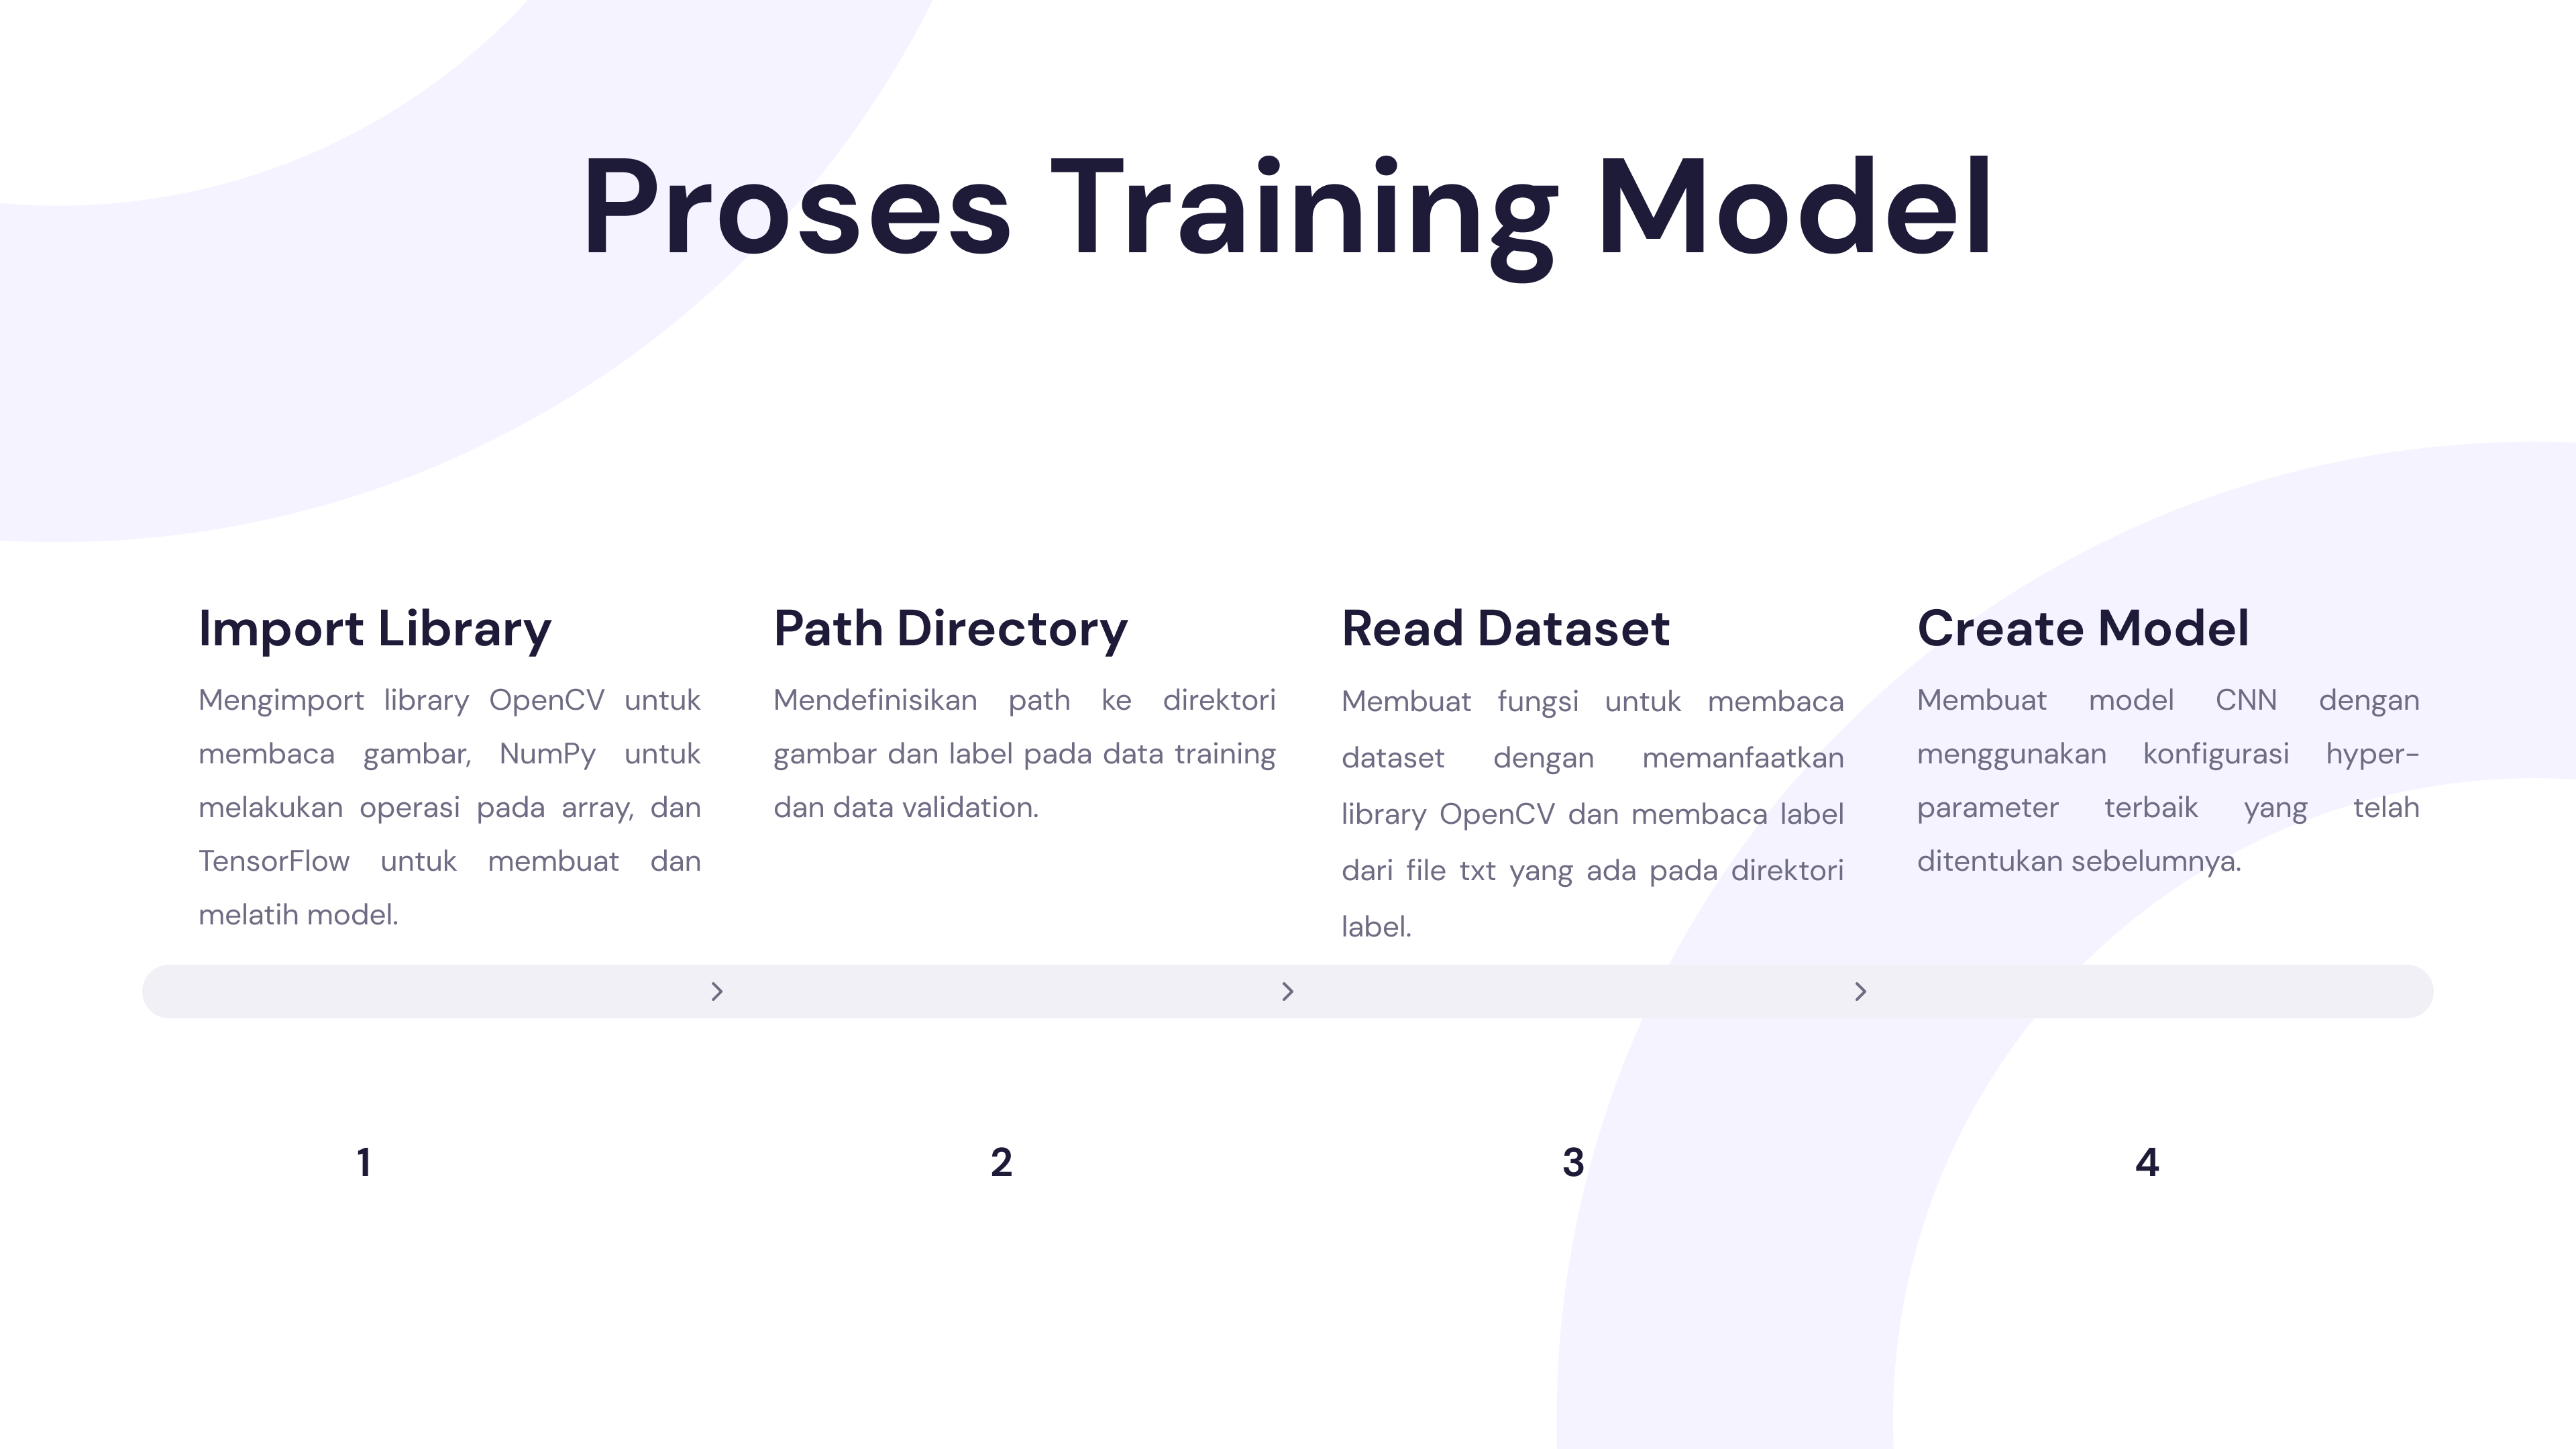 Proses Training Model
Import Library
Mengimport library OpenCV untuk
membaca gambar, NumPy untuk
melakukan operasi pada array, dan
TensorFlow untuk membuat dan
melatih model.
Path Directory
Mendefinisikan path ke direktori
gambar dan label pada data training
dan data validation.
Read Dataset
Membuat fungsi untuk membaca
dataset dengan memanfaatkan
library OpenCV dan membaca label
dari file txt yang ada pada direktori
label.
Create Model
Membuat model CNN dengan
menggunakan konfigurasi hyper-
parameter terbaik yang telah
ditentukan sebelumnya.
1
2
3
4